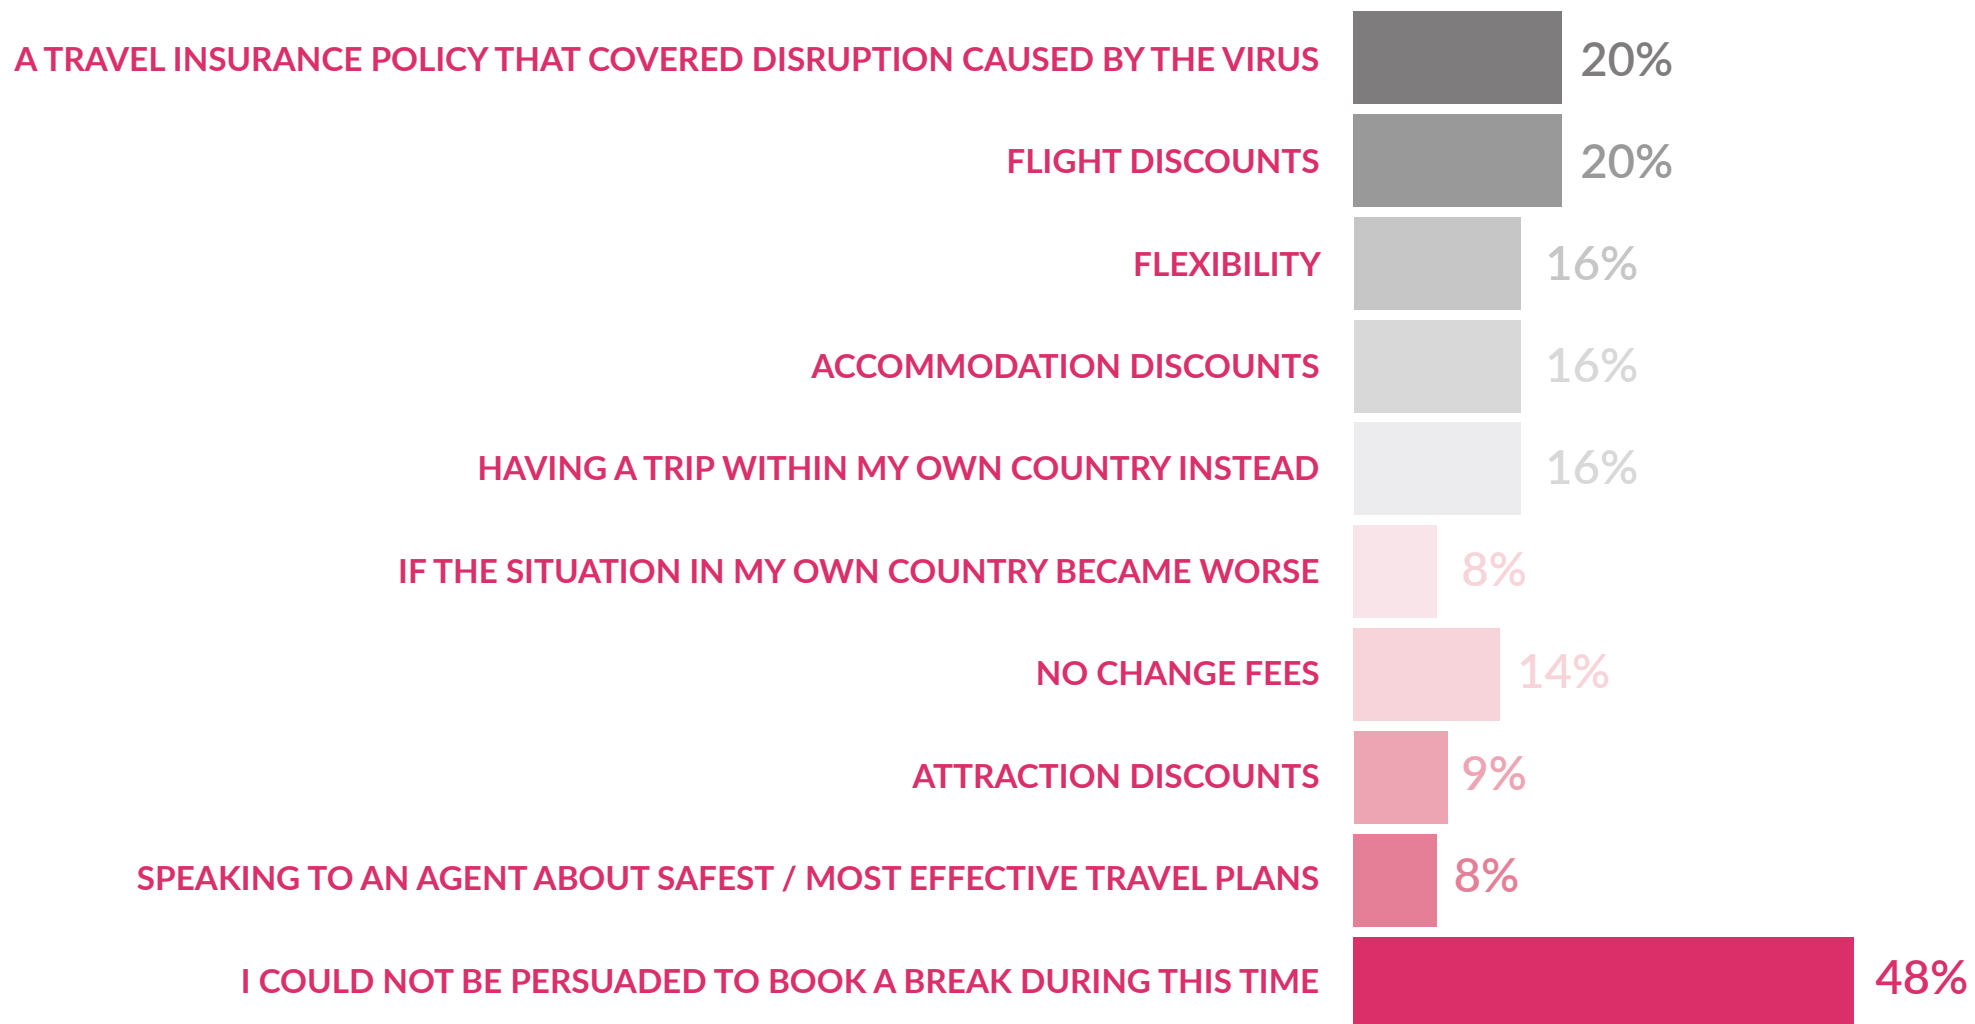 A TRAVEL INSURANCE POLICY THAT COVERED DISRUPTION CAUSED BY THE VIRUS 20%
FLIGHT DISCOUNTS 20%
FLEXIBILITY 16%
ACCOMMODATION DISCOUNTS 16%
HAVING A TRIP WITHIN MY OWN COUNTRY INSTEAD 16%
IF THE SITUATION IN MY OWN COUNTRY BECAME WORSE 8%
NO CHANGE FEES 14%
ATTRACTION DISCOUNTS 9%
SPEAKING TO AN AGENT ABOUT SAFEST / MOST EFFECTIVE TRAVEL PLANS 8%
I COULD NOT BE PERSUADED TO BOOK A BREAK DURING THIS TIME 48%